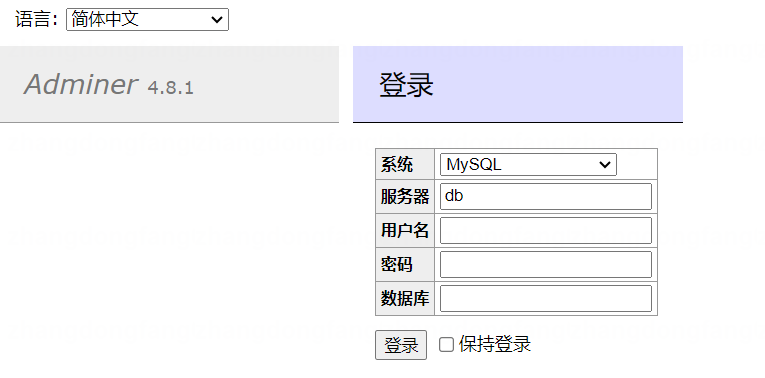 语言: 简体中文
Adminer 4.8.1
登录
系统 MySQL
服务器 db
用户名
密码
数据库
登录 保持登录